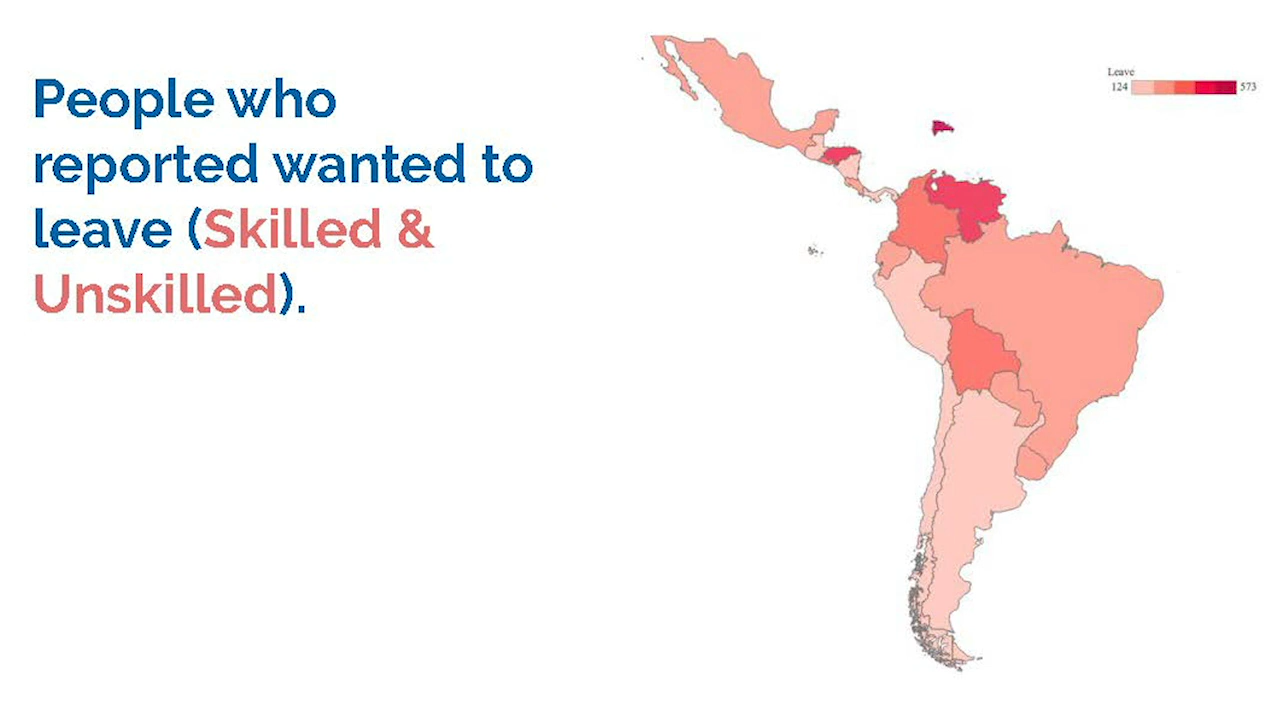 People who
reported wanted to
leave (Skilled &
Unskilled).
Leave
124 573